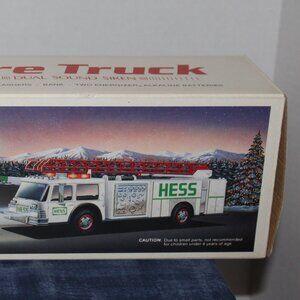 re Truck
DUAL SOUND SIREN
BANK - TWO ENERGIZER ALKALINE BATTERIES
HESS
HESS
CAUTION: Due to small parts, not recommended
for children under 4 years of age